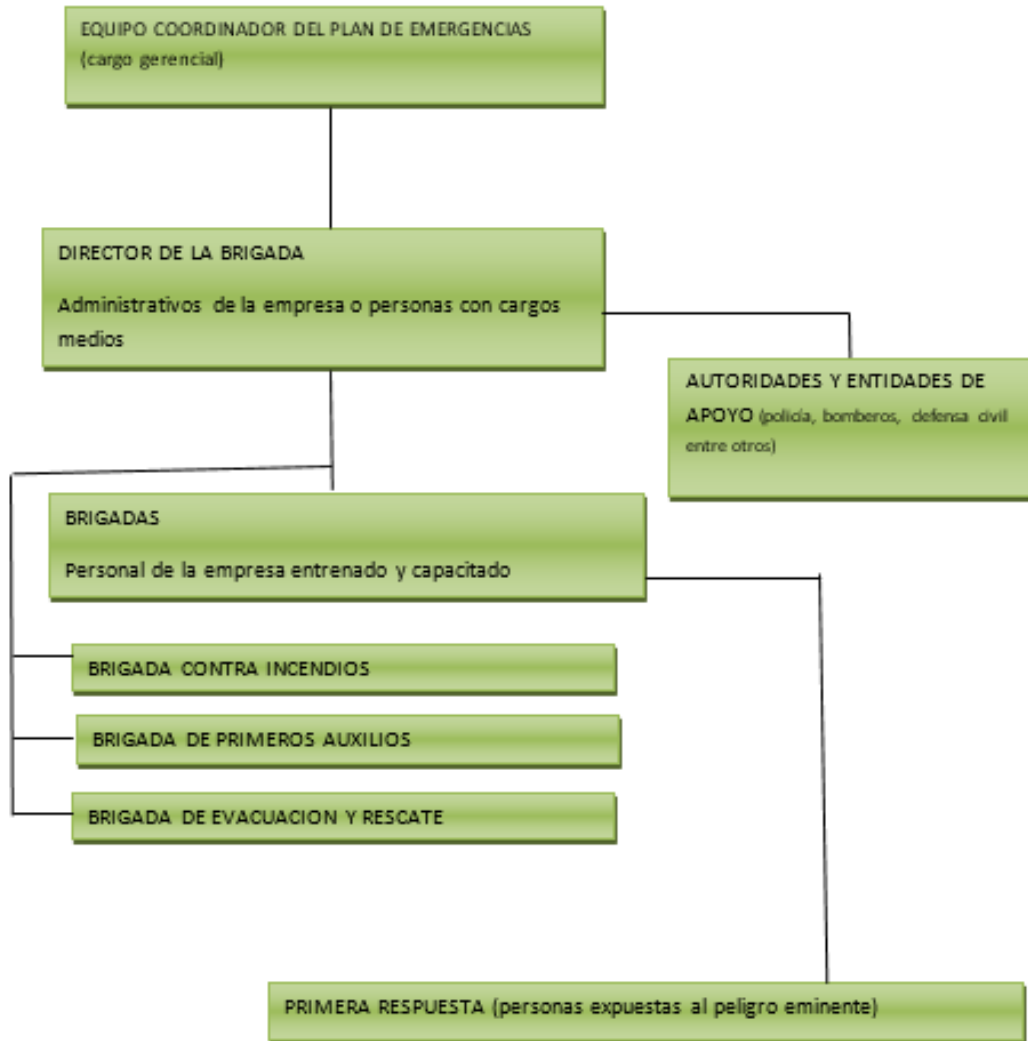 EQUIPO COORDINADOR DEL PLAN DE EMERGENCIAS
(cargo gerencial)
DIRECTOR DE LA BRIGADA
Administrativos de la empresa o personas con cargos
medios
AUTORIDADES Y ENTIDADES DE
APOYO (policía, bomberos, defensa civil
entre otros)
BRIGADAS
Personal de la empresa entrenado y capacitado
BRIGADA CONTRA INCENDIOS
BRIGADA DE PRIMEROS AUXILIOS
BRIGADA DE EVACUACION Y RESCATE
PRIMERA RESPUESTA (personas expuestas al peligro eminente)